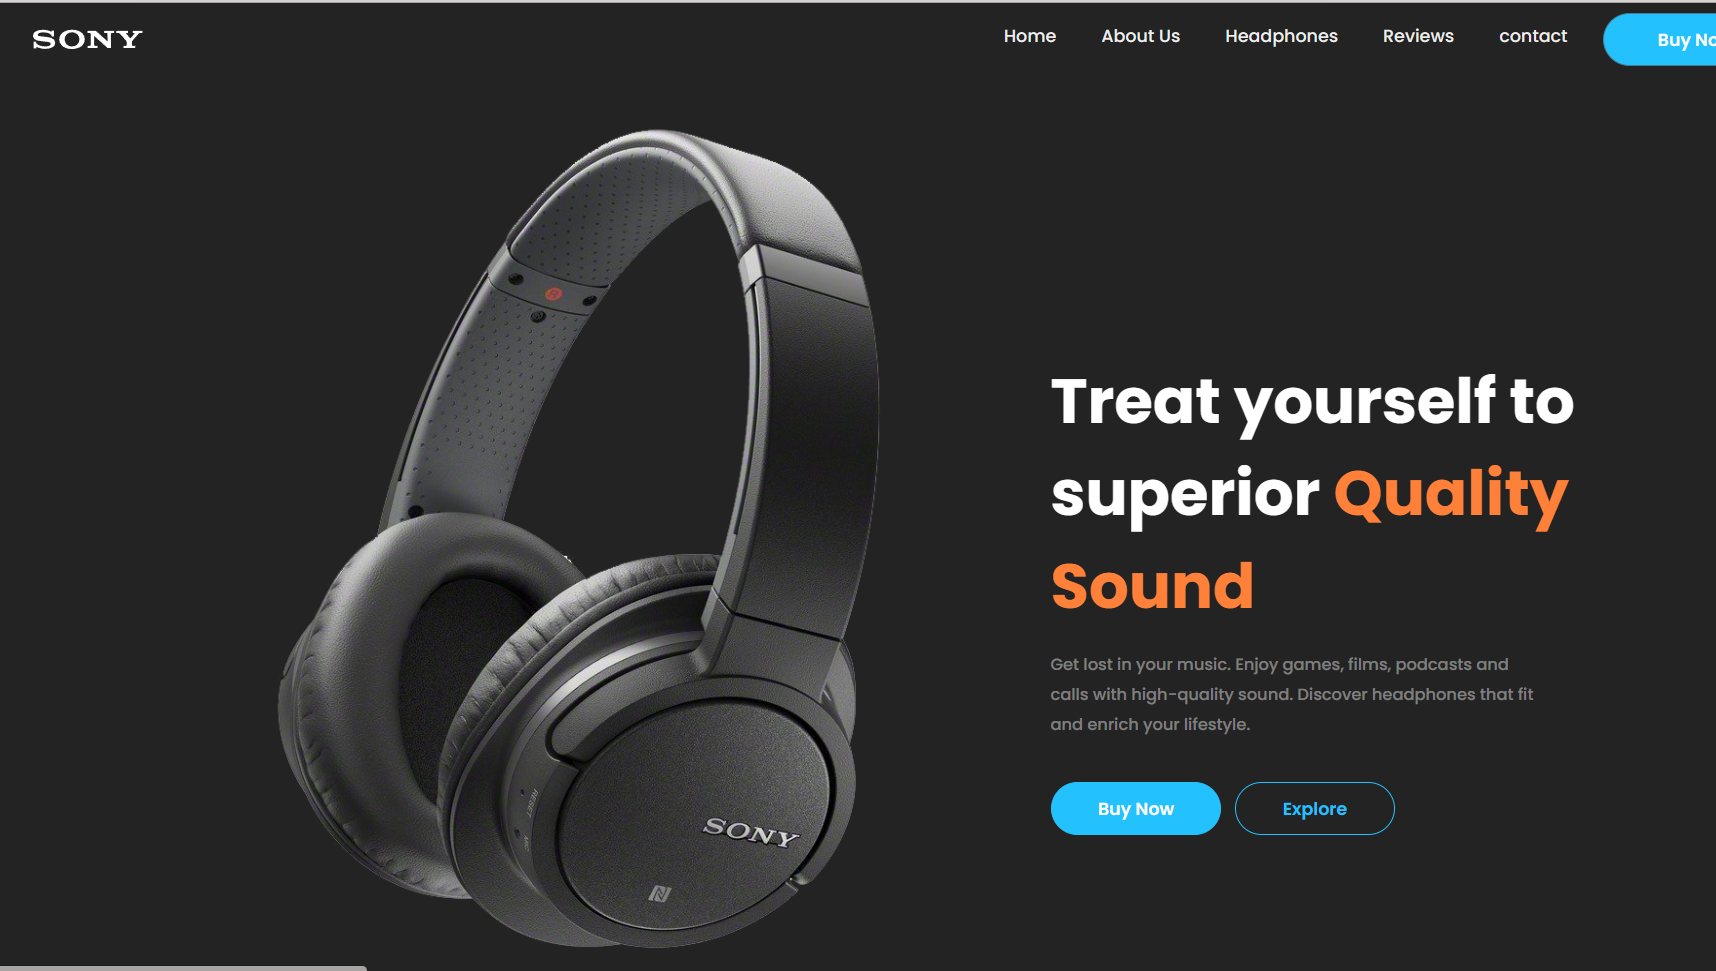 SONY
Home About Us Headphones Reviews contact Buy No
Treat yourself to
superior Quality
Sound
Get lost in your music. Enjoy games, films, podcasts and
calls with high-quality sound. Discover headphones that fit
and enrich your lifestyle.
Buy Now Explore
RESET
SONY